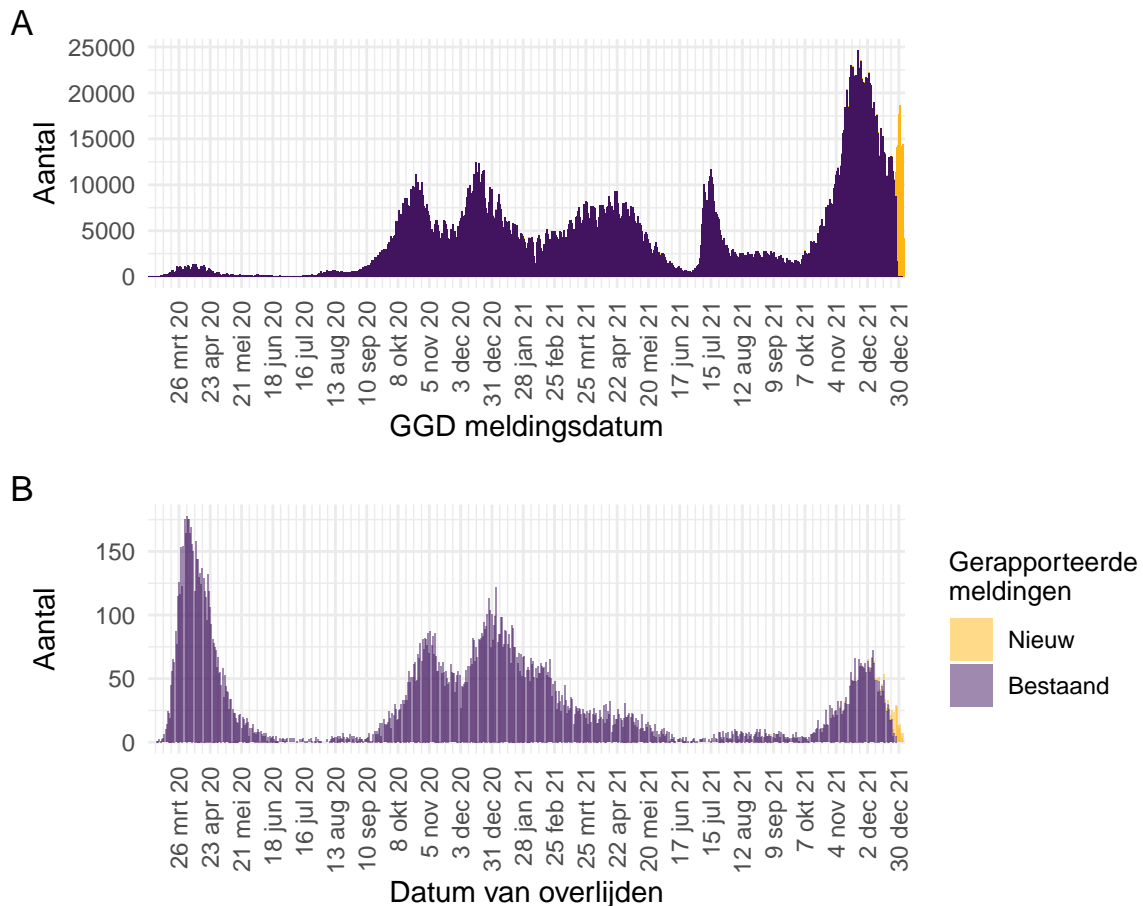 A
Aantal
25000
20000
15000
10000
5000
0
26 mrt 20
23 apr 20
21 mei 20
18 jun 20
16 jul 20
13 aug 20
10 sep 20
8 okt 20
5 nov 20
3 dec 20
31 dec 20
28 jan 21
25 feb 21
25 mrt 21
22 apr 21
20 mei 21
17 jun 21
15 jul 21
12 aug 21
9 sep 21
7 okt 21
4 nov 21
2 dec 21
30 dec 21
GGD meldingsdatum
B
Aantal
150
100
50
0
26 mrt 20
23 apr 20
21 mei 20
18 jun 20
16 jul 20
13 aug 20
10 sep 20
8 okt 20
5 nov 20
3 dec 20
31 dec 20
28 jan 21
25 feb 21
25 mrt 21
22 apr 21
20 mei 21
17 jun 21
15 jul 21
12 aug 21
9 sep 21
7 okt 21
4 nov 21
2 dec 21
30 dec 21
Datum van overlijden
Gerapporteerde
meldingen
Nieuw
Bestaand